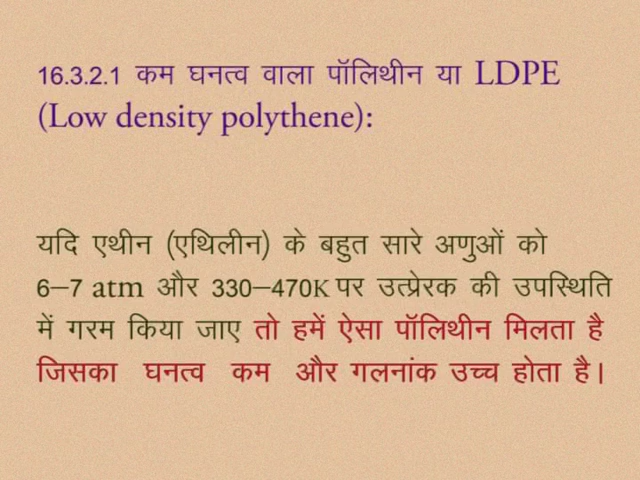 16.3.2.1 कम घनत्व वाला पॉलिथीन या LDPE
(Low density polythene):
यदि एथीन (एथिलीन) के बहुत सारे अणुओं को
6–7 atm और 330–470K पर उत्प्रेरक की उपस्थिति
में गरम किया जाए तो हमें ऐसा पॉलिथीन मिलता है
जिसका घनत्व कम और गलनांक उच्च होता है।